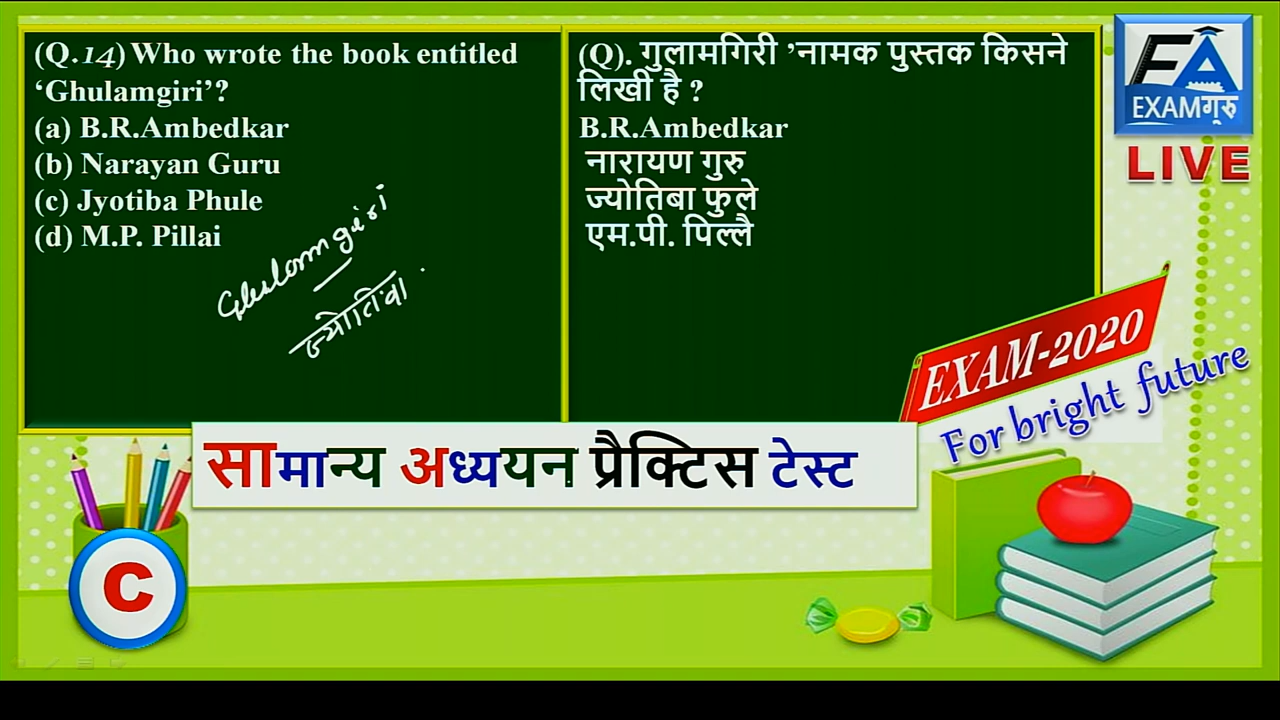 (Q.14) Who wrote the book entitled
‘Ghulamgiri’?
(a) B.R.Ambedkar
(b) Narayan Guru
(c) Jyotiba Phule
(d) M.P. Pillai
Ghulamgiri
ज्योतिबा
(Q). गुलामगिरी ’नामक पुस्तक किसने
लिखी है ?
B.R.Ambedkar
नारायण गुरु
ज्योतिबा फुले
एम.पी. पिल्लै
EXAMगुरु
LIVE
EXAM-2020
For bright future
सामान्य अध्ययन प्रैक्टिस टेस्ट
C